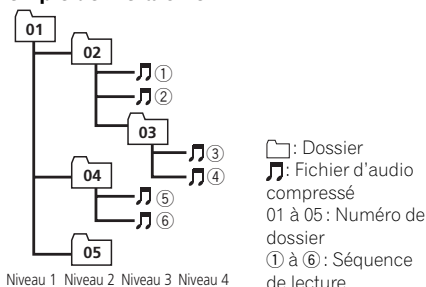 01
02
①
②
03
③
④
04
⑤
⑥
05
Niveau 1 Niveau 2 Niveau 3 Niveau 4
: Dossier
: Fichier d'audio
compressé
01 à 05 : Numéro de
dossier
① à ⑥ : Séquence
de lecture